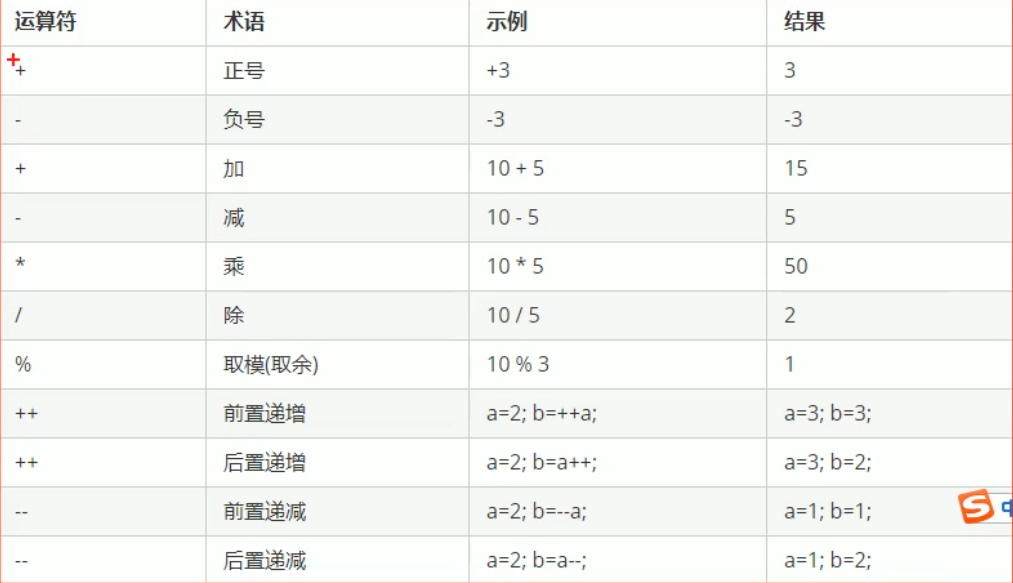 运算符 术语 示例 结果
+ 正号 +3 3
- 负号 -3 -3
+ 加 10 + 5 15
- 减 10 - 5 5
* 乘 10 * 5 50
/ 除 10 / 5 2
% 取模(取余) 10 % 3 1
++ 前置递增 a=2; b=++a; a=3; b=3;
++ 后置递增 a=2; b=a++; a=3; b=2;
-- 前置递减 a=2; b=--a; a=1; b=1;
-- 后置递减 a=2; b=a--; a=1; b=2;